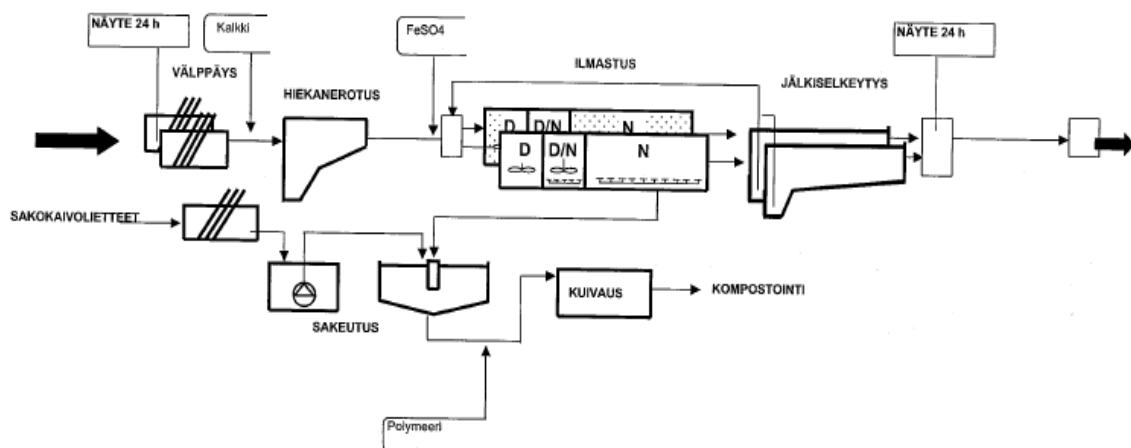 NÄYTE 24 h
Kalkki
FeSO4
NÄYTE 24 h
VÄLPPÄYS
ILMASTUS
JÄLKISELKEYTYS
HIEKANEROTUS
D D/N N
D D/N N
SAKOKAIVOLIETTEET
KUIVAUS
KOMPOSTOINTI
SAKEUTUS
Polymeeri